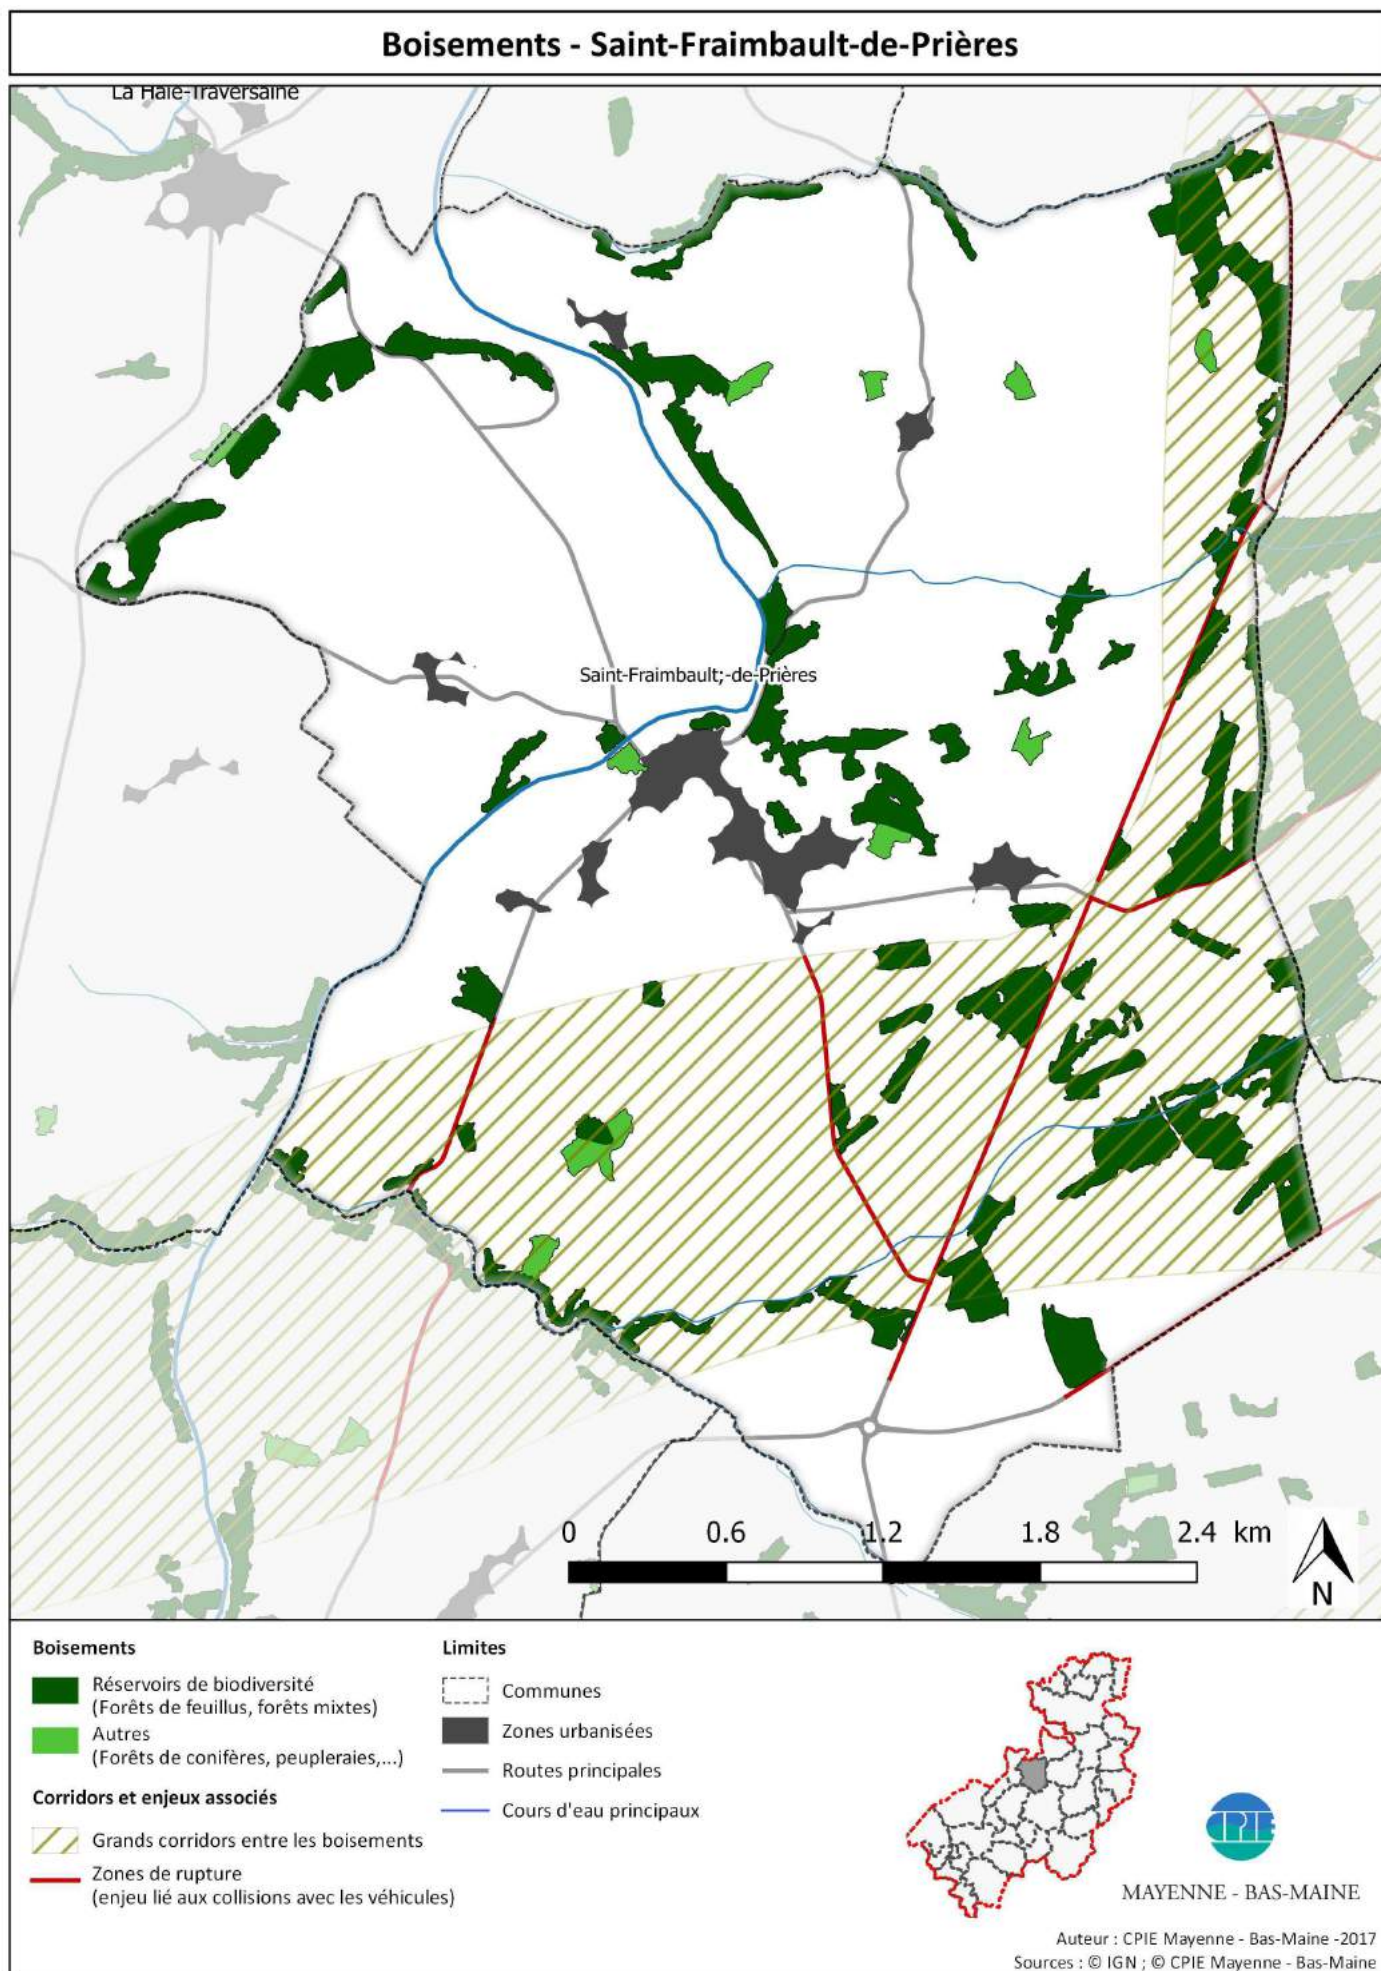 Boisements - Saint-Fraimbault-de-Prières
La Haie-Traversaine
Saint-Fraimbault;-de-Prières
0 0.6 1.2 1.8 2.4 km
N
Boisements
Réservoirs de biodiversité
(Forêts de feuillus, forêts mixtes)
Autres
(Forêts de conifères, peupleraies,...)
Corridors et enjeux associés
Grands corridors entre les boisements
Zones de rupture
(enjeu lié aux collisions avec les véhicules)
Limites
Communes
Zones urbanisées
Routes principales
Cours d'eau principaux
CPIE
MAYENNE - BAS-MAINE
Auteur : CPIE Mayenne - Bas-Maine -2017
Sources : © IGN ; © CPIE Mayenne - Bas-Maine